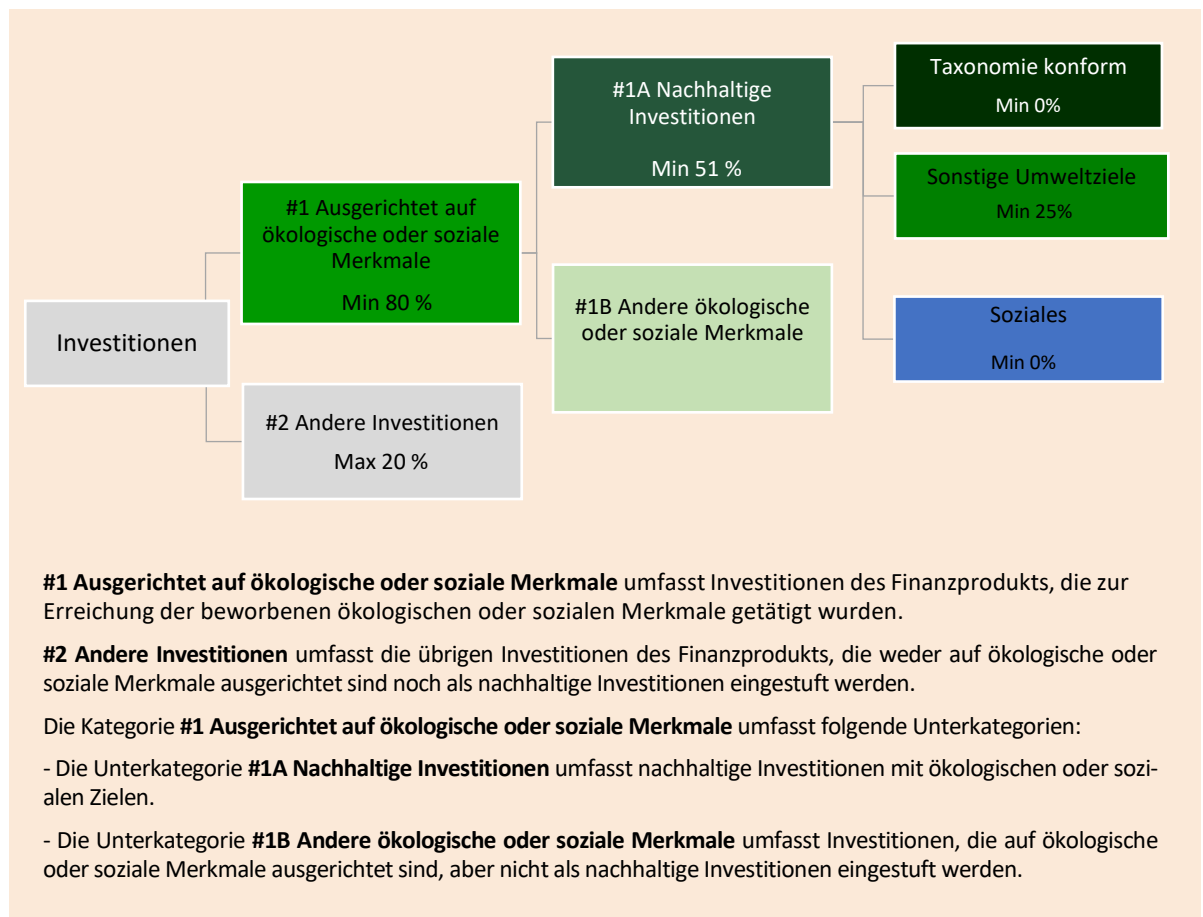 Investitionen
#1 Ausgerichtet auf
ökologische oder soziale
Merkmale
Min 80 %
#2 Andere Investitionen
Max 20 %
#1A Nachhaltige
Investitionen
Min 51 %
#1B Andere ökologische
oder soziale Merkmale
Taxonomie konform
Min 0%
Sonstige Umweltziele
Min 25%
Soziales
Min 0%
#1 Ausgerichtet auf ökologische oder soziale Merkmale umfasst Investitionen des Finanzprodukts, die zur
Erreichung der beworbenen ökologischen oder sozialen Merkmale getätigt wurden.
#2 Andere Investitionen umfasst die übrigen Investitionen des Finanzprodukts, die weder auf ökologische oder
soziale Merkmale ausgerichtet sind noch als nachhaltige Investitionen eingestuft werden.
Die Kategorie #1 Ausgerichtet auf ökologische oder soziale Merkmale umfasst folgende Unterkategorien:
- Die Unterkategorie #1A Nachhaltige Investitionen umfasst nachhaltige Investitionen mit ökologischen oder sozi-
alen Zielen.
- Die Unterkategorie #1B Andere ökologische oder soziale Merkmale umfasst Investitionen, die auf ökologische
oder soziale Merkmale ausgerichtet sind, aber nicht als nachhaltige Investitionen eingestuft werden.